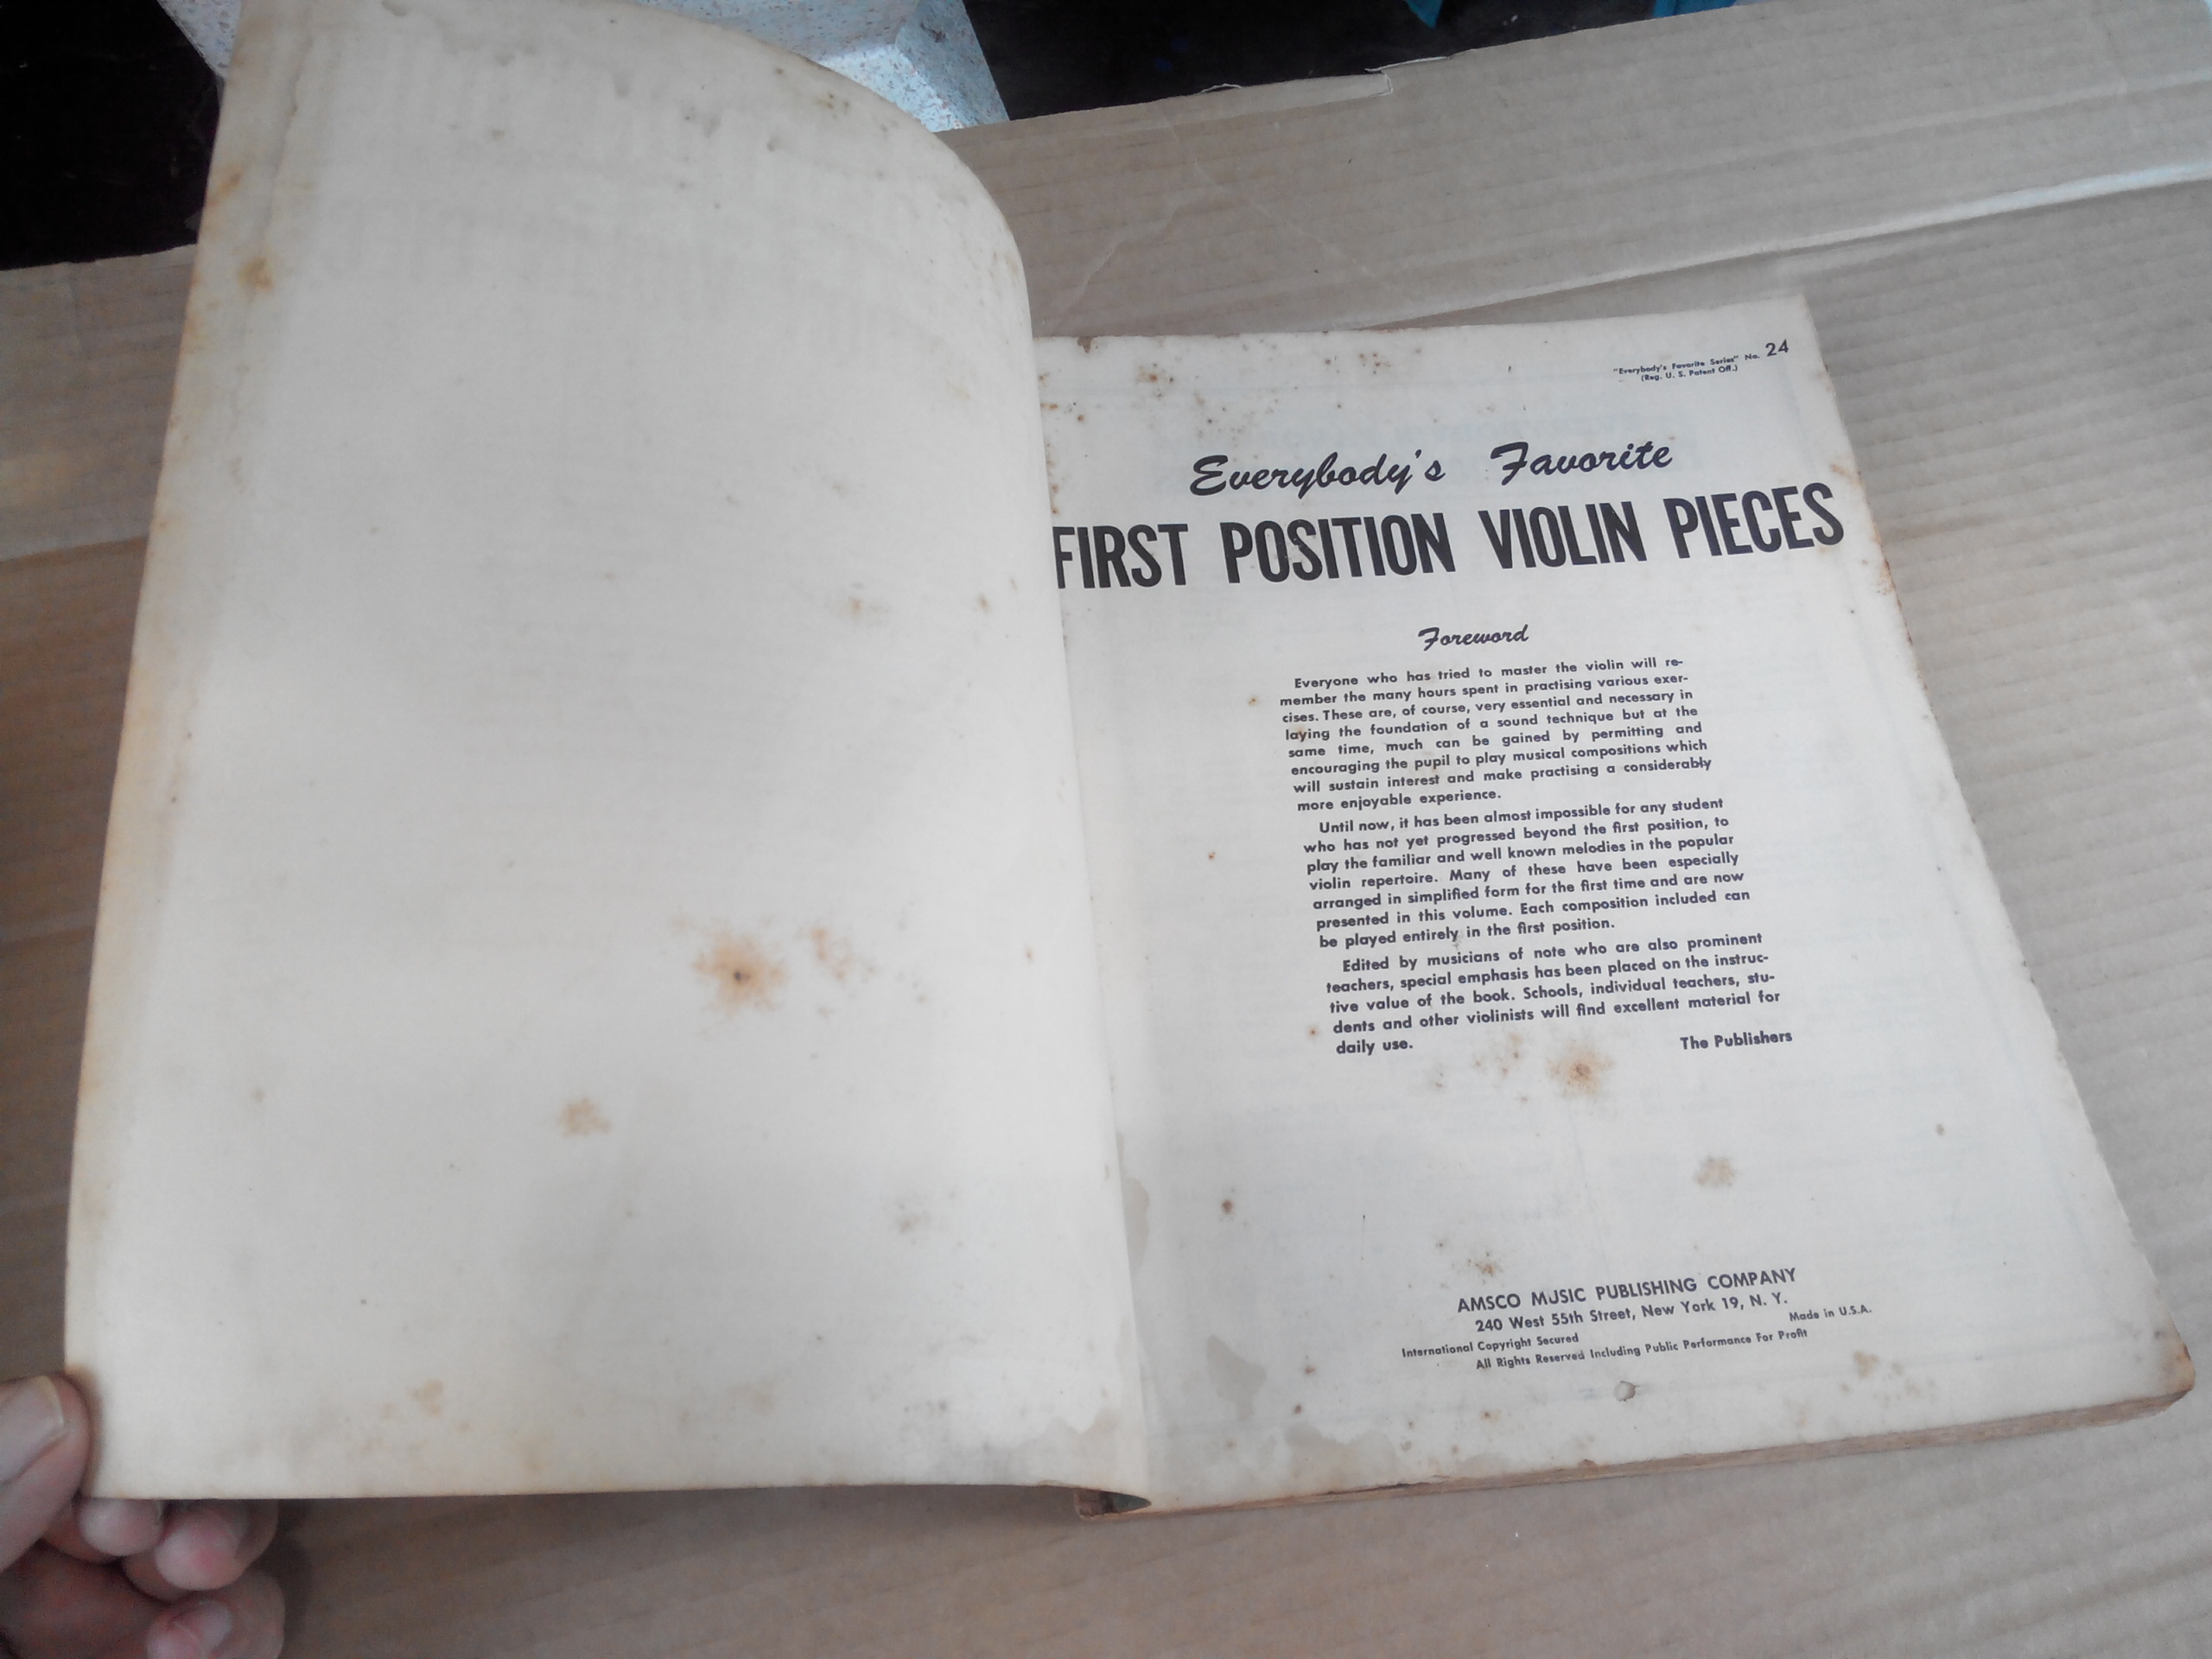 "Everybody's Favorite Series" No. 24
(Reg. U. S. Patent Off.)
Everybody's Favorite
FIRST POSITION VIOLIN PIECES
Foreword
Everyone who has tried to master the violin will re-
member the many hours spent in practising various exer-
cises. These are, of course, very essential and necessary in
laying the foundation of a sound technique but at the
same time, much can be gained by permitting and
encouraging the pupil to play musical compositions which
will sustain interest and make practising a considerably
more enjoyable experience.
Until now, it has been almost impossible for any student
who has not yet progressed beyond the first position, to
play the familiar and well known melodies in the popular
violin repertoire. Many of these have been especially
arranged in simplified form for the first time and are now
presented in this volume. Each composition included can
be played entirely in the first position.
Edited by musicians of note who are also prominent
teachers, special emphasis has been placed on the instruc-
tive value of the book. Schools, individual teachers, stu-
dents and other violinists will find excellent material for
daily use.
The Publishers
AMSCO MUSIC PUBLISHING COMPANY
240 West 55th Street, New York 19, N. Y.
International Copyright Secured Made in U.S.A.
All Rights Reserved Including Public Performance For Profit